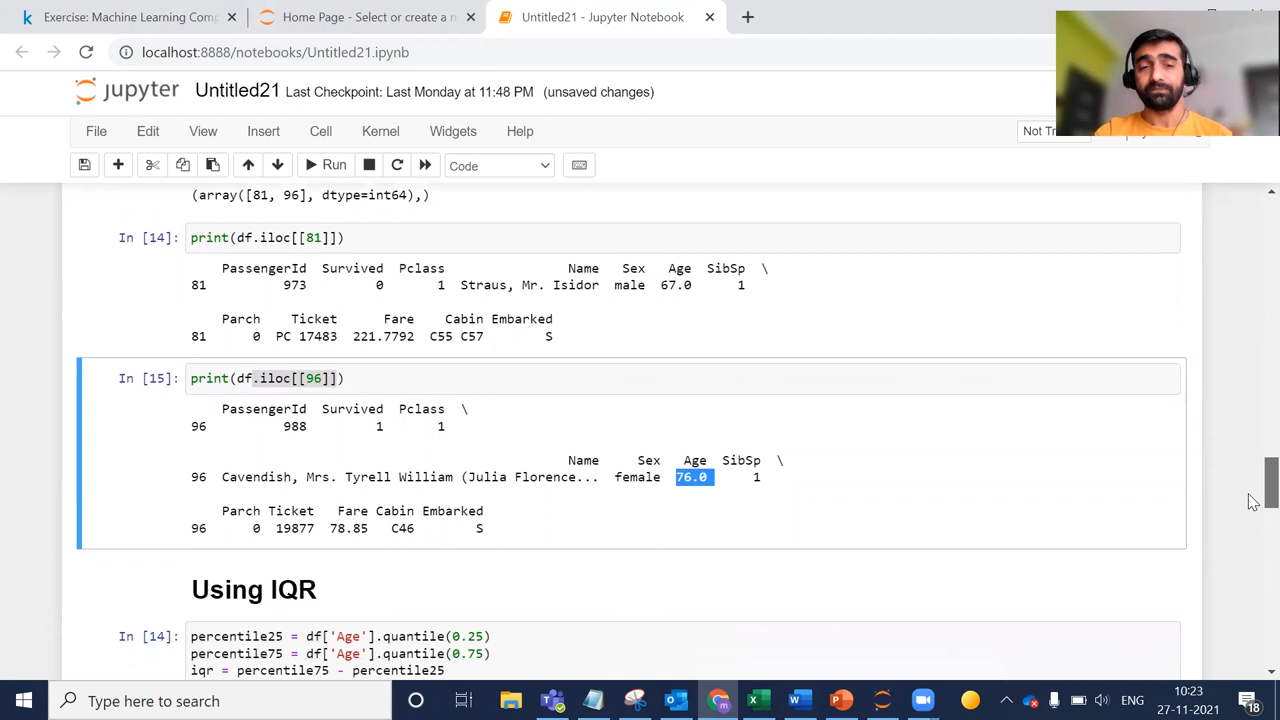 Exercise: Machine Learning Comp
Home Page - Select or create a n
Untitled21 - Jupyter Notebook
localhost:8888/notebooks/Untitled21.ipynb
jupyter Untitled21 Last Checkpoint: Last Monday at 11:48 PM (unsaved changes)
File Edit View Insert Cell Kernel Widgets Help
Not Tr
Run
Code
(array([81, 96], dtype=int64),)
In [14]: print(df.iloc[[81]])
PassengerId Survived Pclass Name Sex Age SibSp \
81 973 0 1 Straus, Mr. Isidor male 67.0 1
Parch Ticket Fare Cabin Embarked
81 0 PC 17483 221.7792 C55 C57 S
In [15]: print(df.iloc[[96]])
PassengerId Survived Pclass \
96 988 1 1
Name Sex Age SibSp \
96 Cavendish, Mrs. Tyrell William (Julia Florence... female 76.0 1
Parch Ticket Fare Cabin Embarked
96 0 19877 78.85 C46 S
Using IQR
In [14]: percentile25 = df['Age'].quantile(0.25)
percentile75 = df['Age'].quantile(0.75)
iqr = percentile75 - percentile25
Type here to search
ENG
10:23
27-11-2021
18